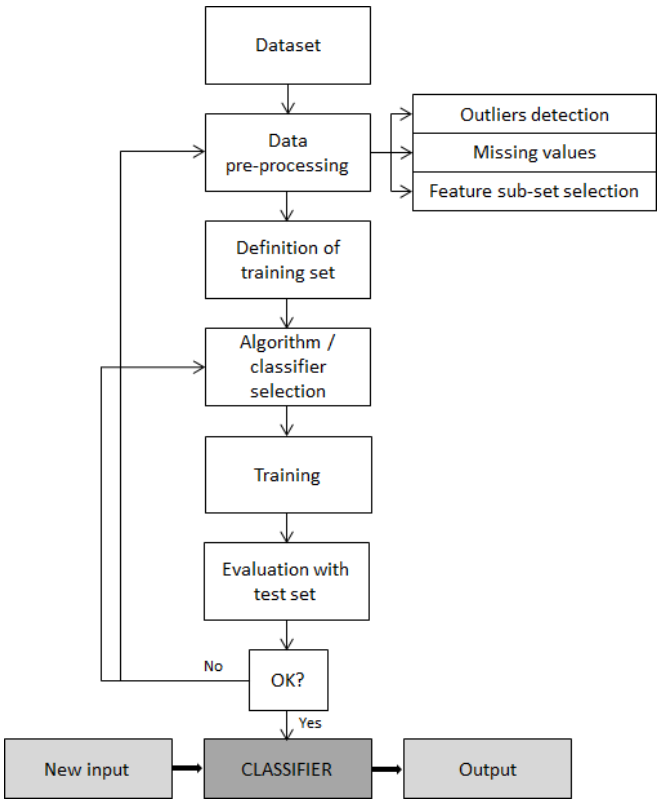 Dataset
Data
pre-processing
Outliers detection
Missing values
Feature sub-set selection
Definition of
training set
Algorithm /
classifier
selection
Training
Evaluation with
test set
No
OK?
Yes
New input
CLASSIFIER
Output